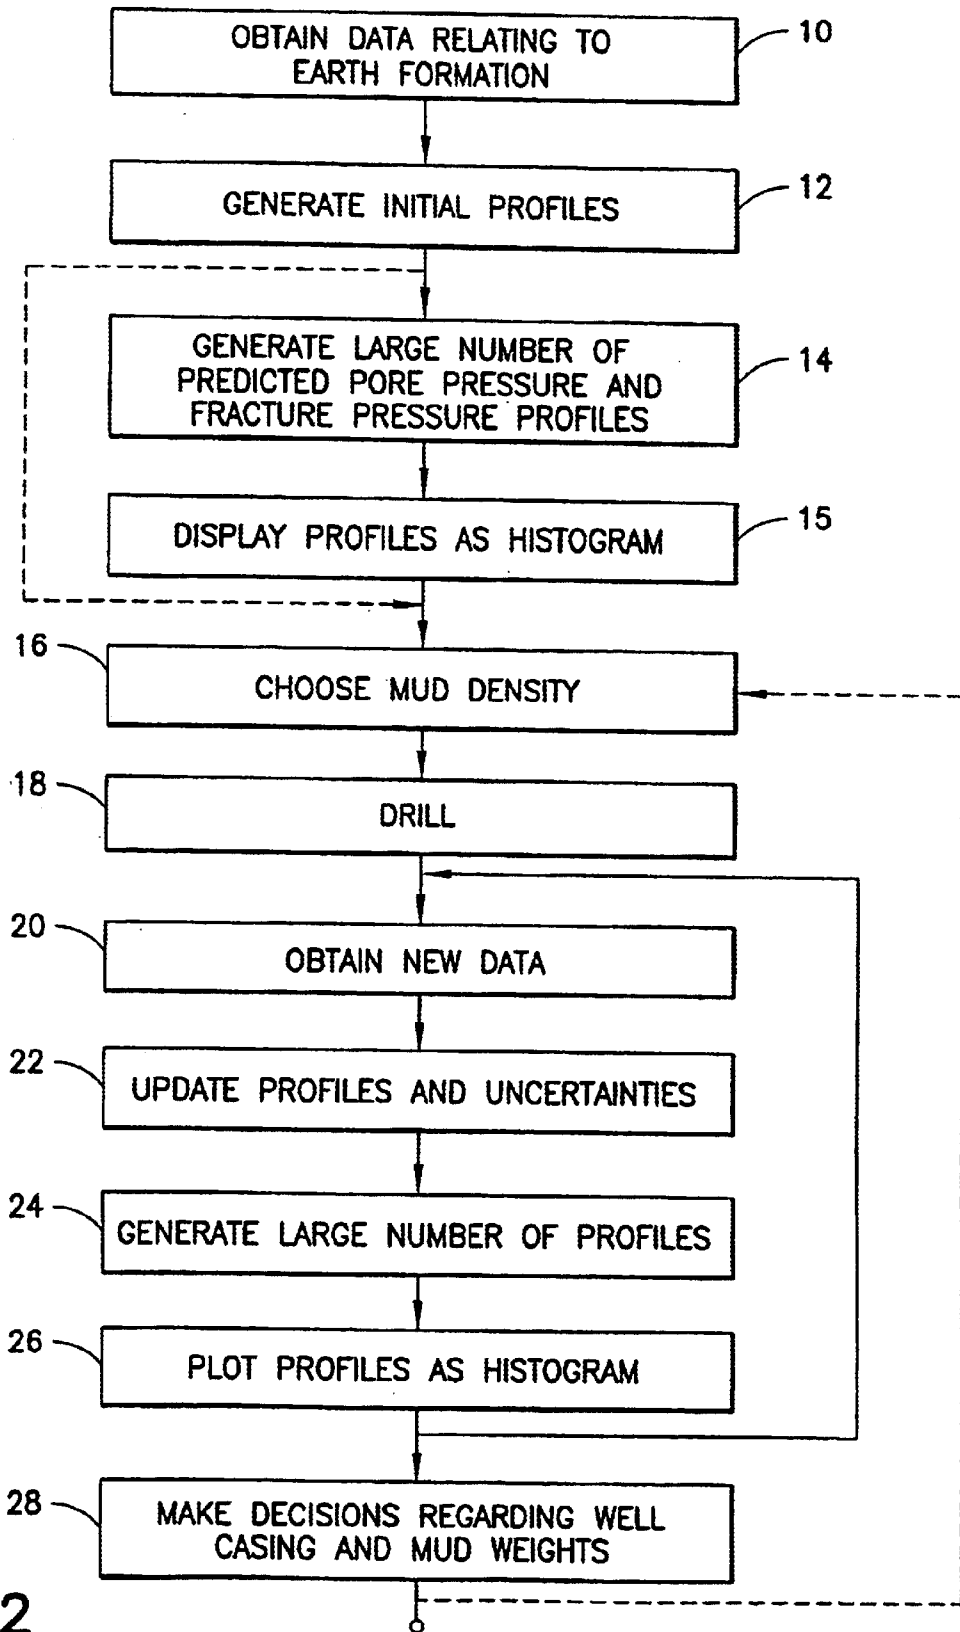 OBTAIN DATA RELATING TO
EARTH FORMATION
10
GENERATE INITIAL PROFILES
12
GENERATE LARGE NUMBER OF
PREDICTED PORE PRESSURE AND
FRACTURE PRESSURE PROFILES
14
DISPLAY PROFILES AS HISTOGRAM
15
16
CHOOSE MUD DENSITY
18
DRILL
20
OBTAIN NEW DATA
22
UPDATE PROFILES AND UNCERTAINTIES
24
GENERATE LARGE NUMBER OF PROFILES
26
PLOT PROFILES AS HISTOGRAM
28
MAKE DECISIONS REGARDING WELL
CASING AND MUD WEIGHTS
2